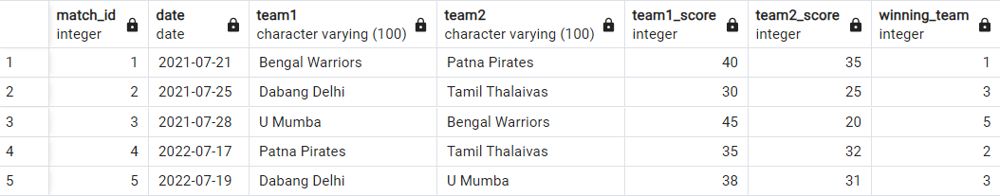 match_id date team1 team2 team1_score team2_score winning_team
integer date character varying (100) character varying (100) integer integer integer
1 1 2021-07-21 Bengal Warriors Patna Pirates 40 35 1
2 2 2021-07-25 Dabang Delhi Tamil Thalaivas 30 25 3
3 3 2021-07-28 U Mumba Bengal Warriors 45 20 5
4 4 2022-07-17 Patna Pirates Tamil Thalaivas 35 32 2
5 5 2022-07-19 Dabang Delhi U Mumba 38 31 3